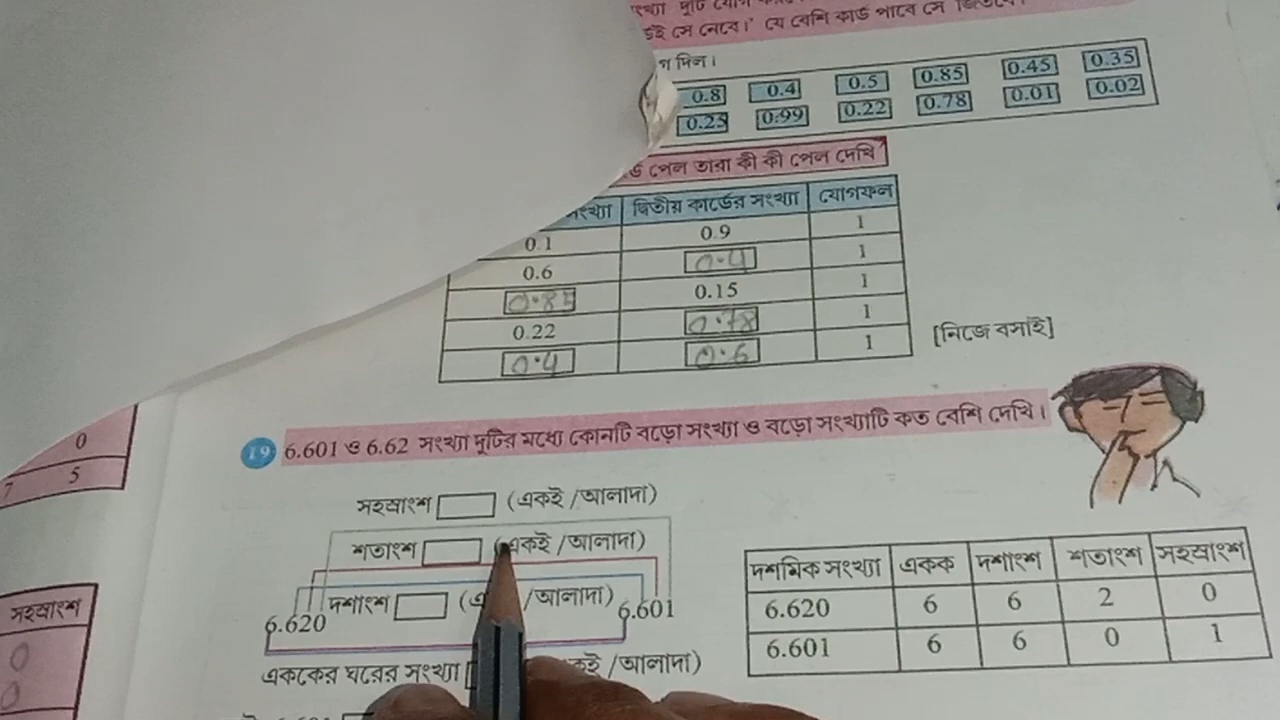 সে নেবে।' যে বেশি কার্ড পাবে সে জিতবে।
দিল।
0.8 0.4 0.5 0.85 0.45 0.35
0.25 0.99 0.22 0.78 0.01 0.02
পেল তারা কী কী পেল দেখি
দ্বিতীয় কার্ডের সংখ্যা যোগফল
0.1 0.9 1
0.6 0.4 1
0.85 0.15 1
0.22 0.78 1
0.4 0.6 1
[নিজে বসাই]
0
7 5
19 6.601 ও 6.62 সংখ্যা দুটির মধ্যে কোনটি বড়ো সংখ্যা ও বড়ো সংখ্যাটি কত বেশি দেখি।
সহস্রাংশ (একই /আলাদা)
শতাংশ (একই /আলাদা)
দশাংশ /আলাদা)
6.620 6.601
এককের ঘরের সংখ্যা /আলাদা)
দশমিক সংখ্যা একক দশাংশ শতাংশ সহস্রাংশ
6.620 6 6 2 0
6.601 6 6 0 1
সহস্রাংশ
0
0